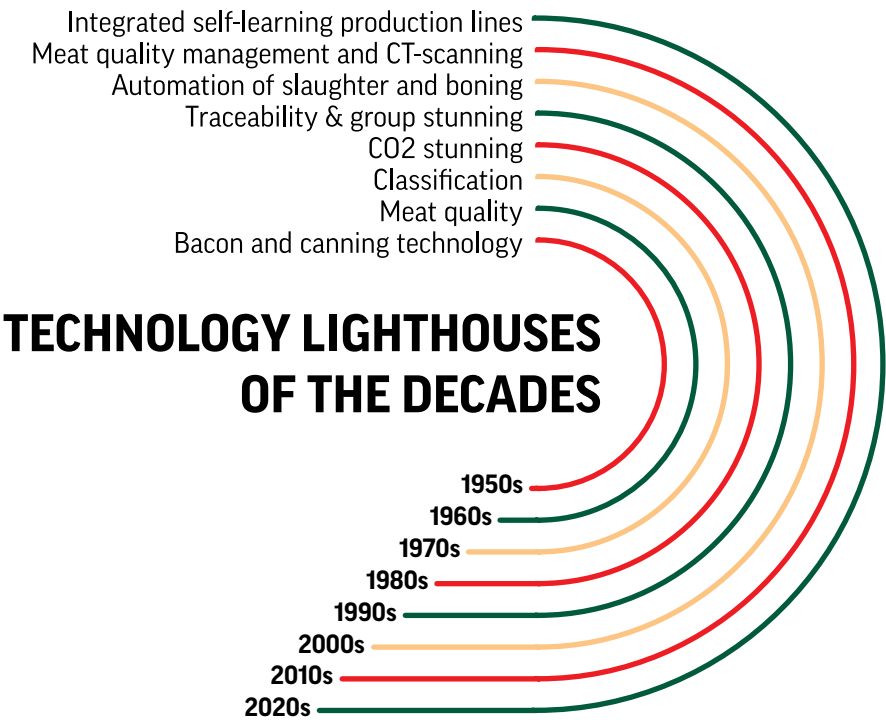 Integrated self-learning production lines
Meat quality management and CT-scanning
Automation of slaughter and boning
Traceability & group stunning
CO2 stunning
Classification
Meat quality
Bacon and canning technology
TECHNOLOGY LIGHTHOUSES
OF THE DECADES
1950s
1960s
1970s
1980s
1990s
2000s
2010s
2020s